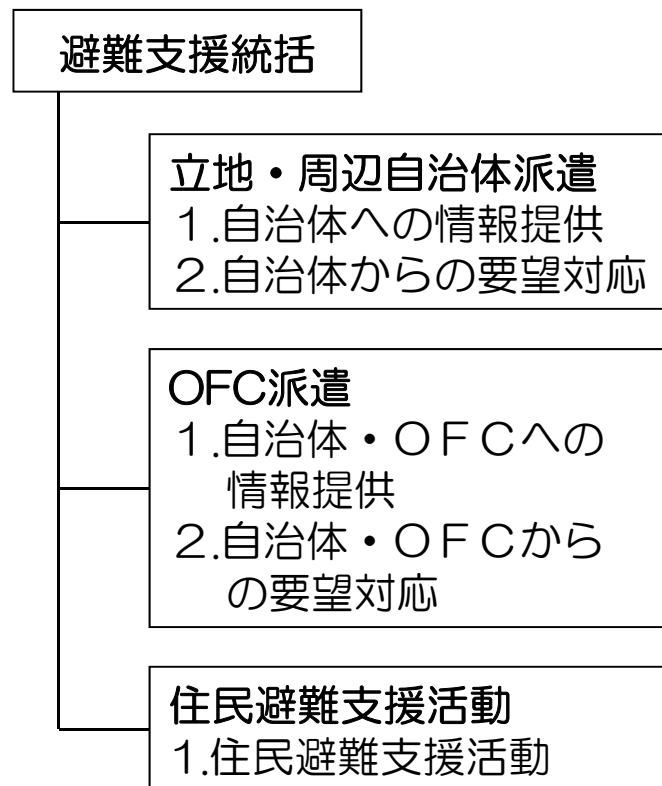 避難支援統括
立地・周辺自治体派遣
１.自治体への情報提供
２.自治体からの要望対応
OFC派遣
１.自治体・ＯＦＣへの
情報提供
２.自治体・ＯＦＣから
の要望対応
住民避難支援活動
１.住民避難支援活動